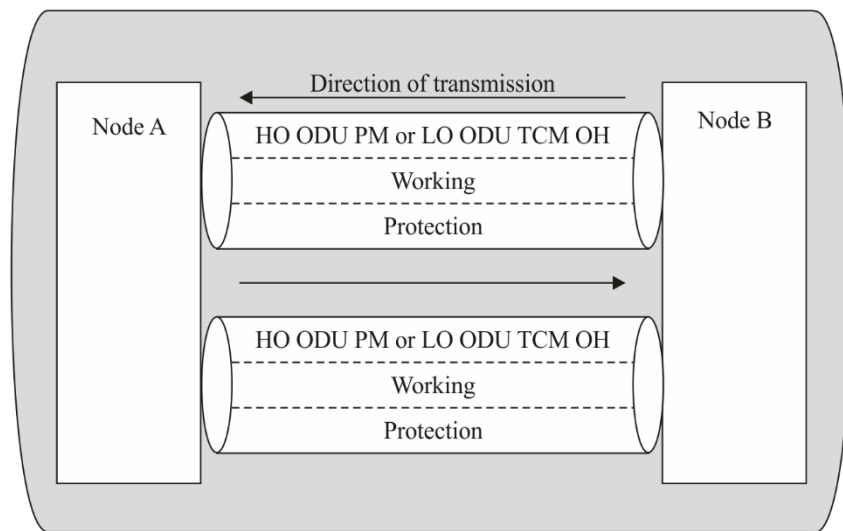 Direction of transmission
Node A
Node B
HO ODU PM or LO ODU TCM OH
Working
Protection
HO ODU PM or LO ODU TCM OH
Working
Protection